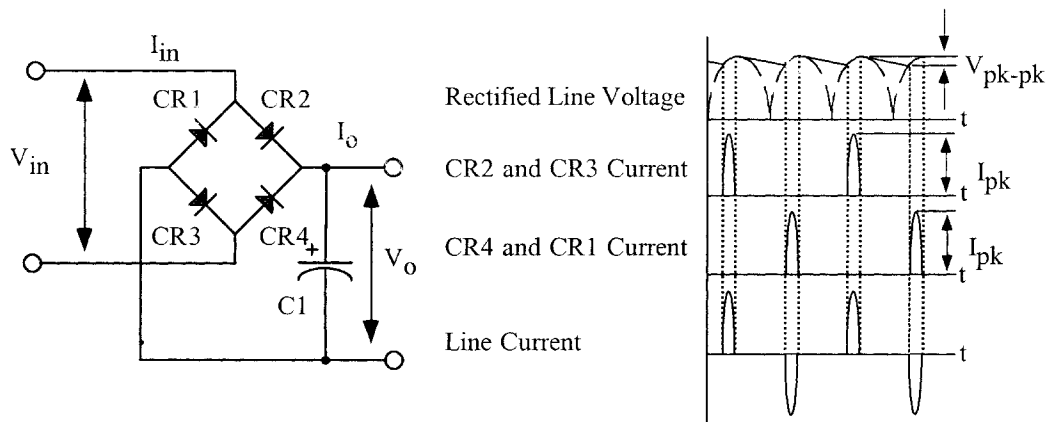 I_in
CR1
CR2
V_in
I_o
CR3
CR4
+
C1
V_o
Rectified Line Voltage
V_pk-pk
t
CR2 and CR3 Current
t
I_pk
CR4 and CR1 Current
t
I_pk
Line Current
t